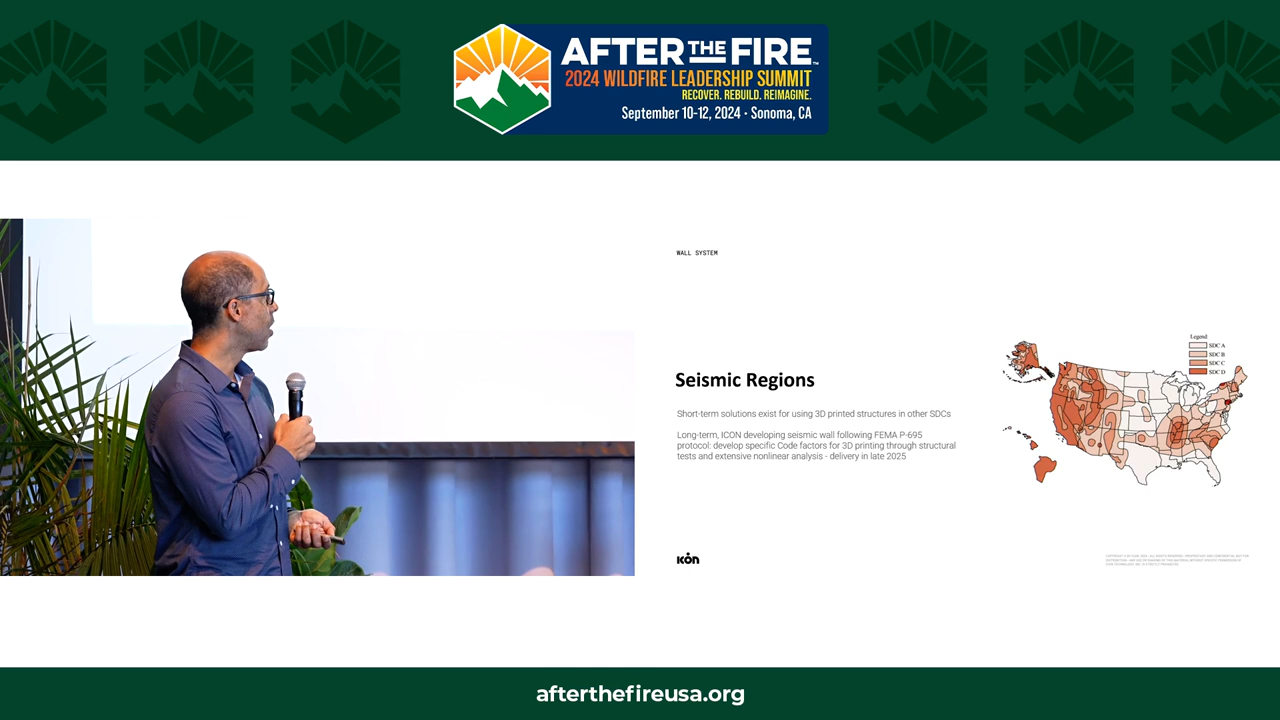 AFTER THE FIRE™
2024 WILDFIRE LEADERSHIP SUMMIT
RECOVER. REBUILD. REIMAGINE.
September 10-12, 2024 · Sonoma, CA
WALL SYSTEM
Seismic Regions
Short-term solutions exist for using 3D printed structures in other SDCs
Long-term, ICON developing seismic wall following FEMA P-695
protocol: develop specific Code factors for 3D printing through structural
tests and extensive nonlinear analysis - delivery in late 2025
Legend
SDC A
SDC B
SDC C
SDC D
ICON
afterthefireusa.org